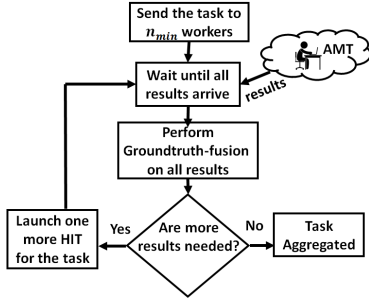 Send the task to
n_min workers
AMT
Wait until all
results arrive
results
Perform
Groundtruth-fusion
on all results
Launch one
more HIT
for the task
Yes
Are more
results needed?
No
Task
Aggregated